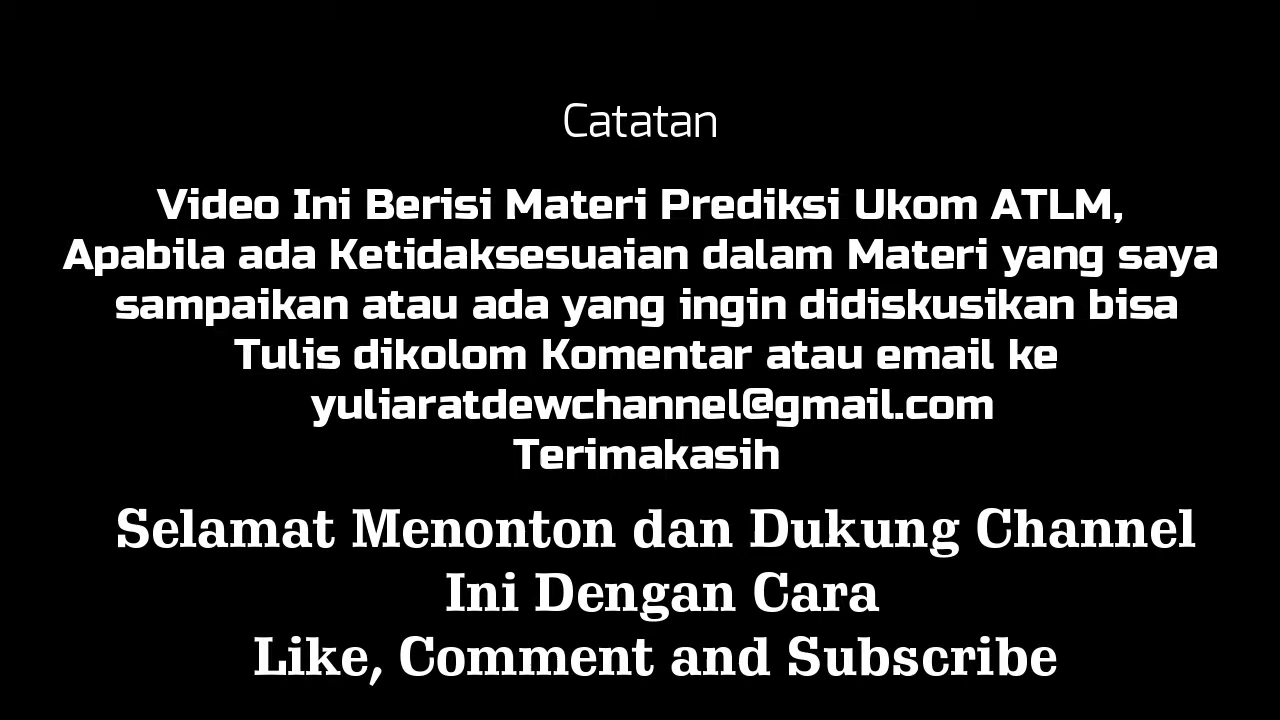 Catatan
Video Ini Berisi Materi Prediksi Ukom ATLM,
Apabila ada Ketidaksesuaian dalam Materi yang saya
sampaikan atau ada yang ingin didiskusikan bisa
Tulis dikolom Komentar atau email ke
yuliaratdewchannel@gmail.com
Terimakasih
Selamat Menonton dan Dukung Channel
Ini Dengan Cara
Like, Comment and Subscribe